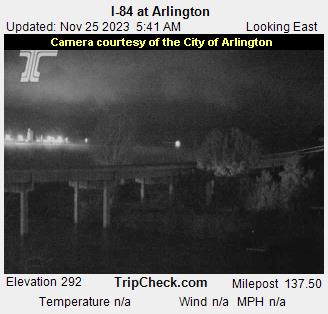 I-84 at Arlington
Updated: Nov 25 2023 5:41 AM Looking East
Camera courtesy of the City of Arlington
Elevation 292 TripCheck.com Milepost 137.50
Temperature n/a Wind n/a MPH n/a